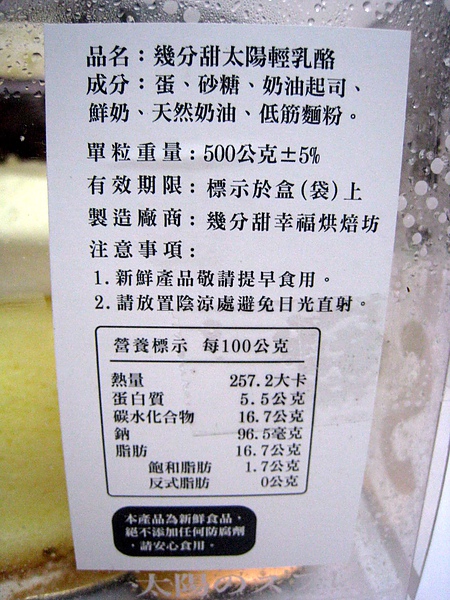 品名：幾分甜太陽輕乳酪
成分：蛋、砂糖、奶油起司、
鮮奶、天然奶油、低筋麵粉。
單粒重量：500公克±5%
有效期限：標示於盒(袋)上
製造廠商：幾分甜幸福烘焙坊
注意事項：
1.新鮮產品敬請提早食用。
2.請放置陰涼處避免日光直射。
營養標示 每100公克
熱量 257.2大卡
蛋白質 5.5公克
碳水化合物 16.7公克
鈉 96.5毫克
脂肪 16.7公克
飽和脂肪 1.7公克
反式脂肪 0公克
本產品為新鮮食品，
絕不添加任何防腐劑
，請安心食用。
太陽の